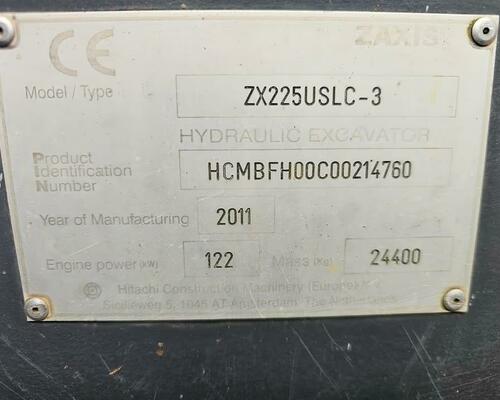 CE ZAXIS
Model / Type ZX225USLC-3
HYDRAULIC EXCAVATOR
Product
Identification
Number HCMBFH00C00214760
Year of Manufacturing 2011
Engine power (kW) 122 Mass (Kg) 24400
© Hitachi Construction Machinery (Europe) N.V.
Sicilieweg 5, 1045 AT Amsterdam, The Netherlands